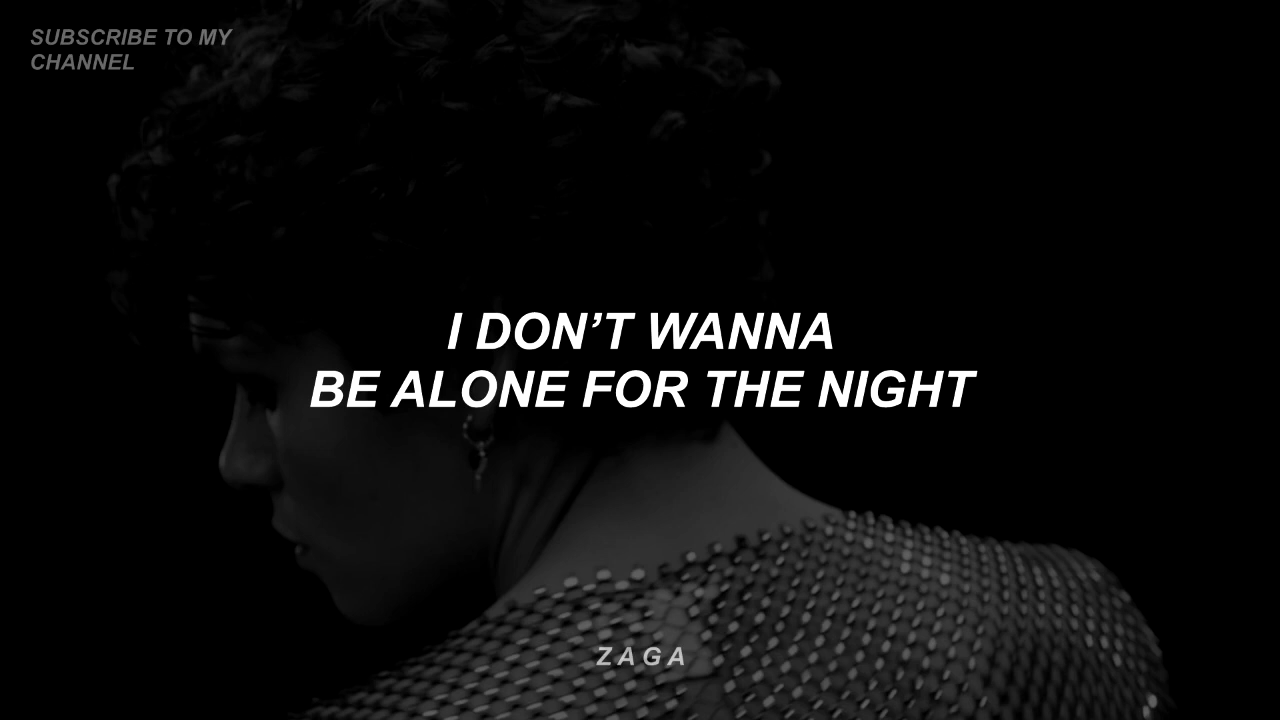 SUBSCRIBE TO MY
CHANNEL
I DON’T WANNA
BE ALONE FOR THE NIGHT
ZAGA